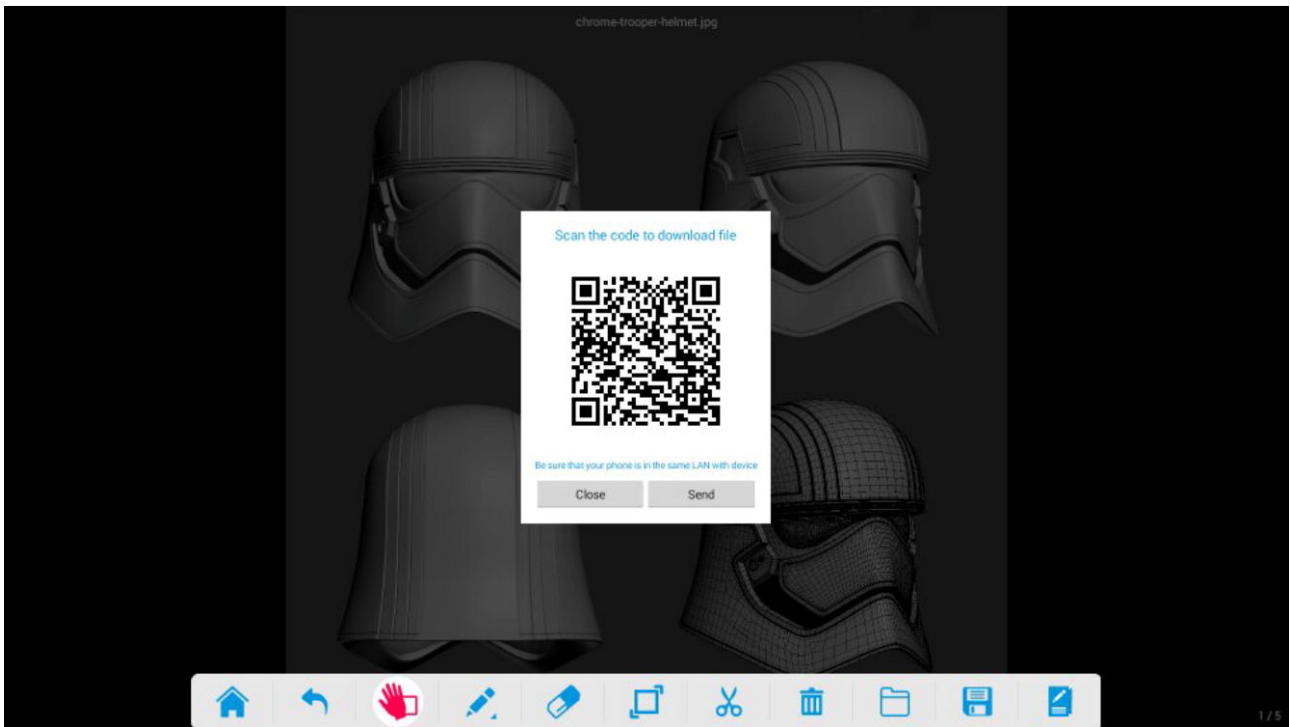 chrome-trooper-helmet.jpg
Scan the code to download file
Be sure that your phone is in the same LAN with device
Close
Send
1/5